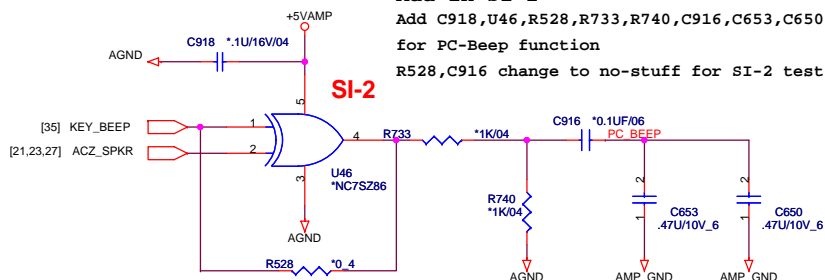 Add C918,U46,R528,R733,R740,C916,C653,C650
for PC-Beep function
R528,C916 change to no-stuff for SI-2 test
+5VAMP
C918 *.1U/16V/04
AGND
SI-2
5
[35] KEY_BEEP 1
[21,23,27] ACZ_SPKR 2
4
3
U46
*NC7SZ86
AGND
R528 *0_4
R733 *1K/04
R740
*1K/04
AGND
C916 *0.1UF/06
PC_BEEP
2
1
C653
.47U/10V_6
AMP_GND
2
1
C650
.47U/10V_6
AMP_GND